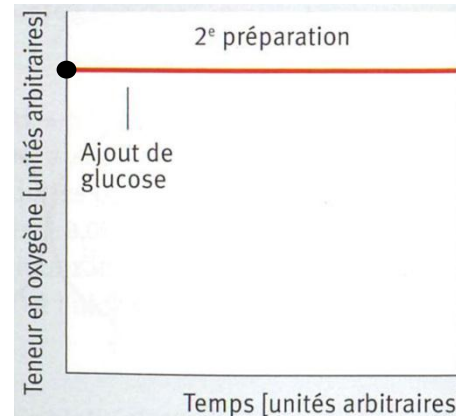 2e préparation
Teneur en oxygène [unités arbitraires]
Ajout de
glucose
Temps [unités arbitraires